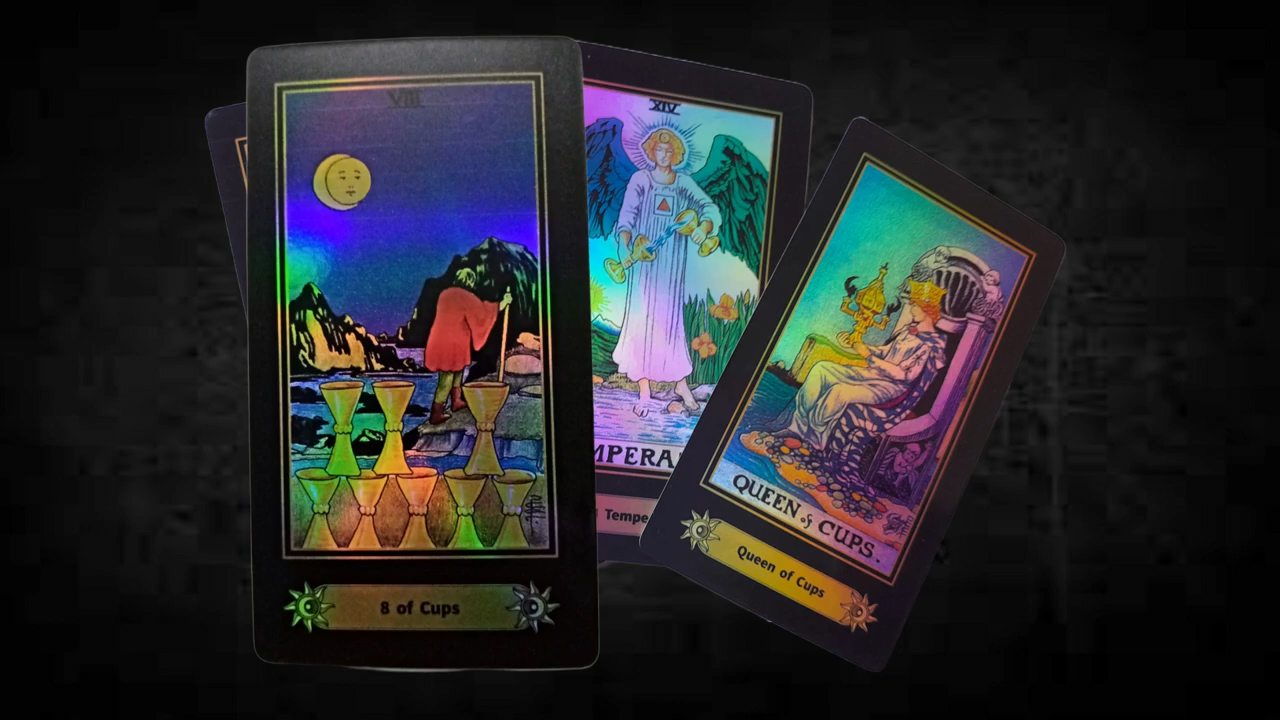 VIII
8 of Cups
XIV
MPERA
Tempe
QUEEN of CUPS.
Queen of Cups